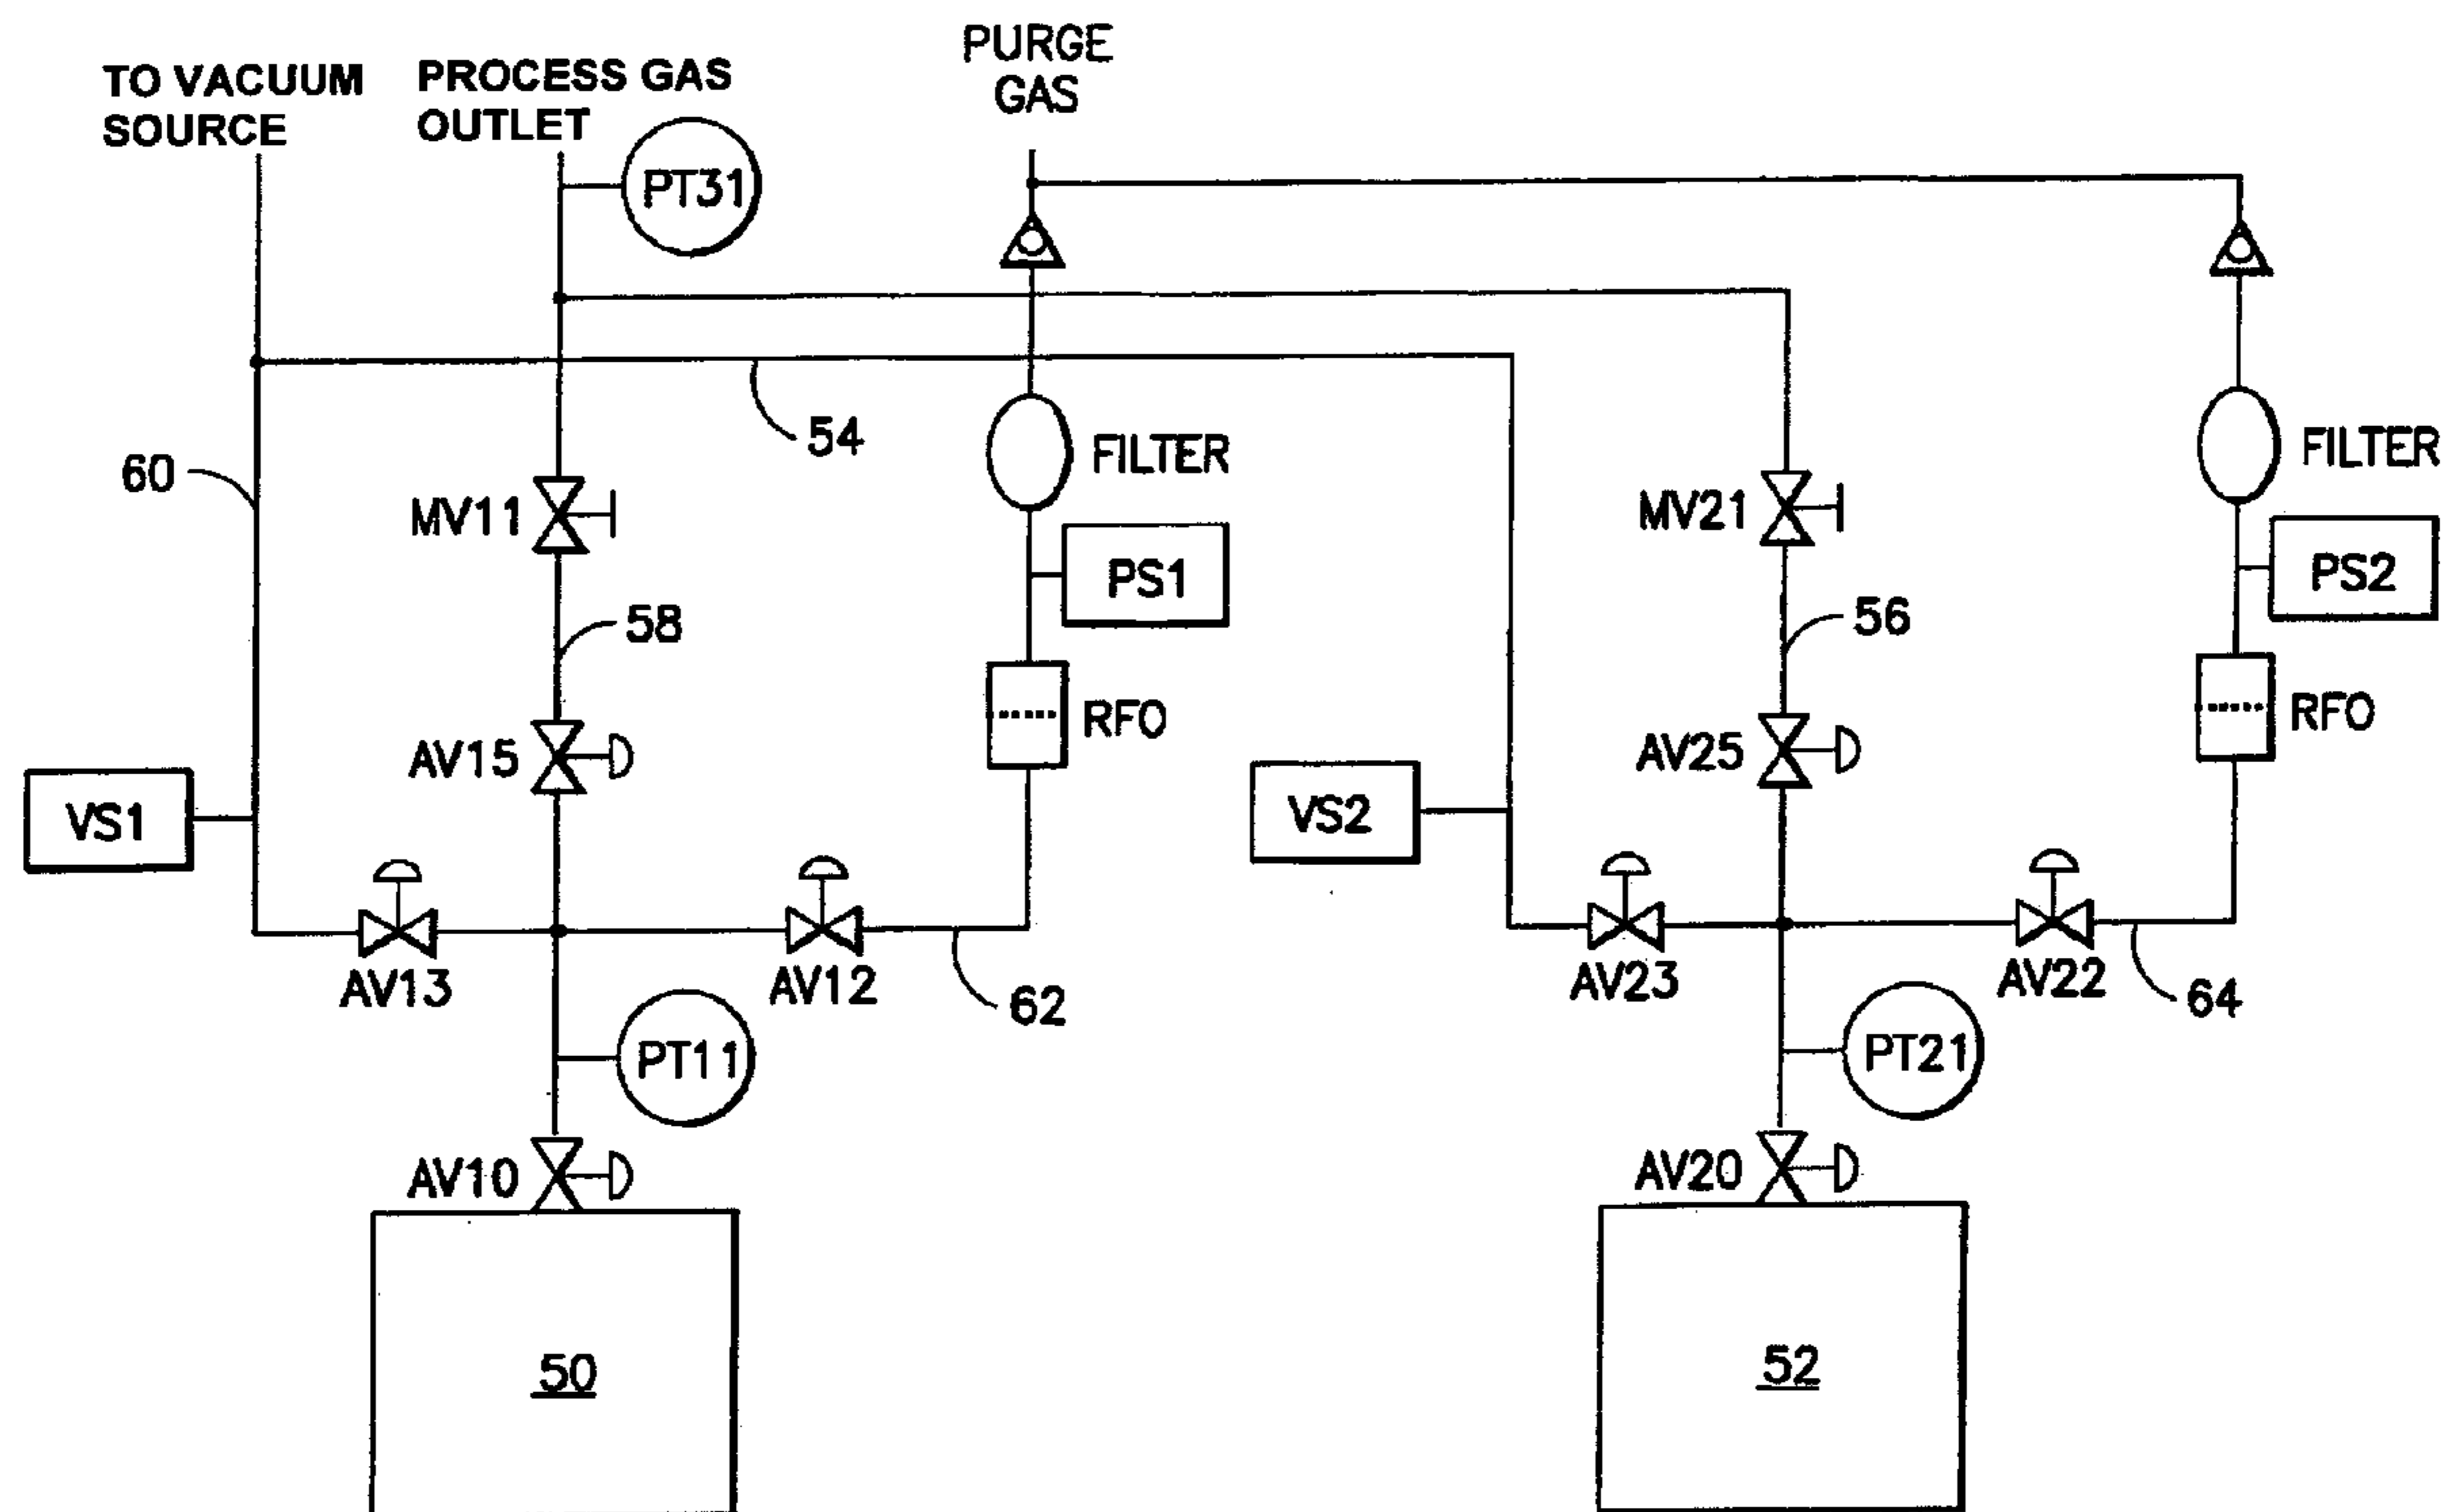 TO VACUUM
SOURCE
PROCESS GAS
OUTLET
PURGE
GAS
PT31
54
60
FILTER
FILTER
MV11
MV21
PS1
PS2
58
56
RFO
RFO
AV15
AV25
VS1
VS2
AV13
AV12
62
AV23
AV22
64
PT11
PT21
AV10
AV20
50
52